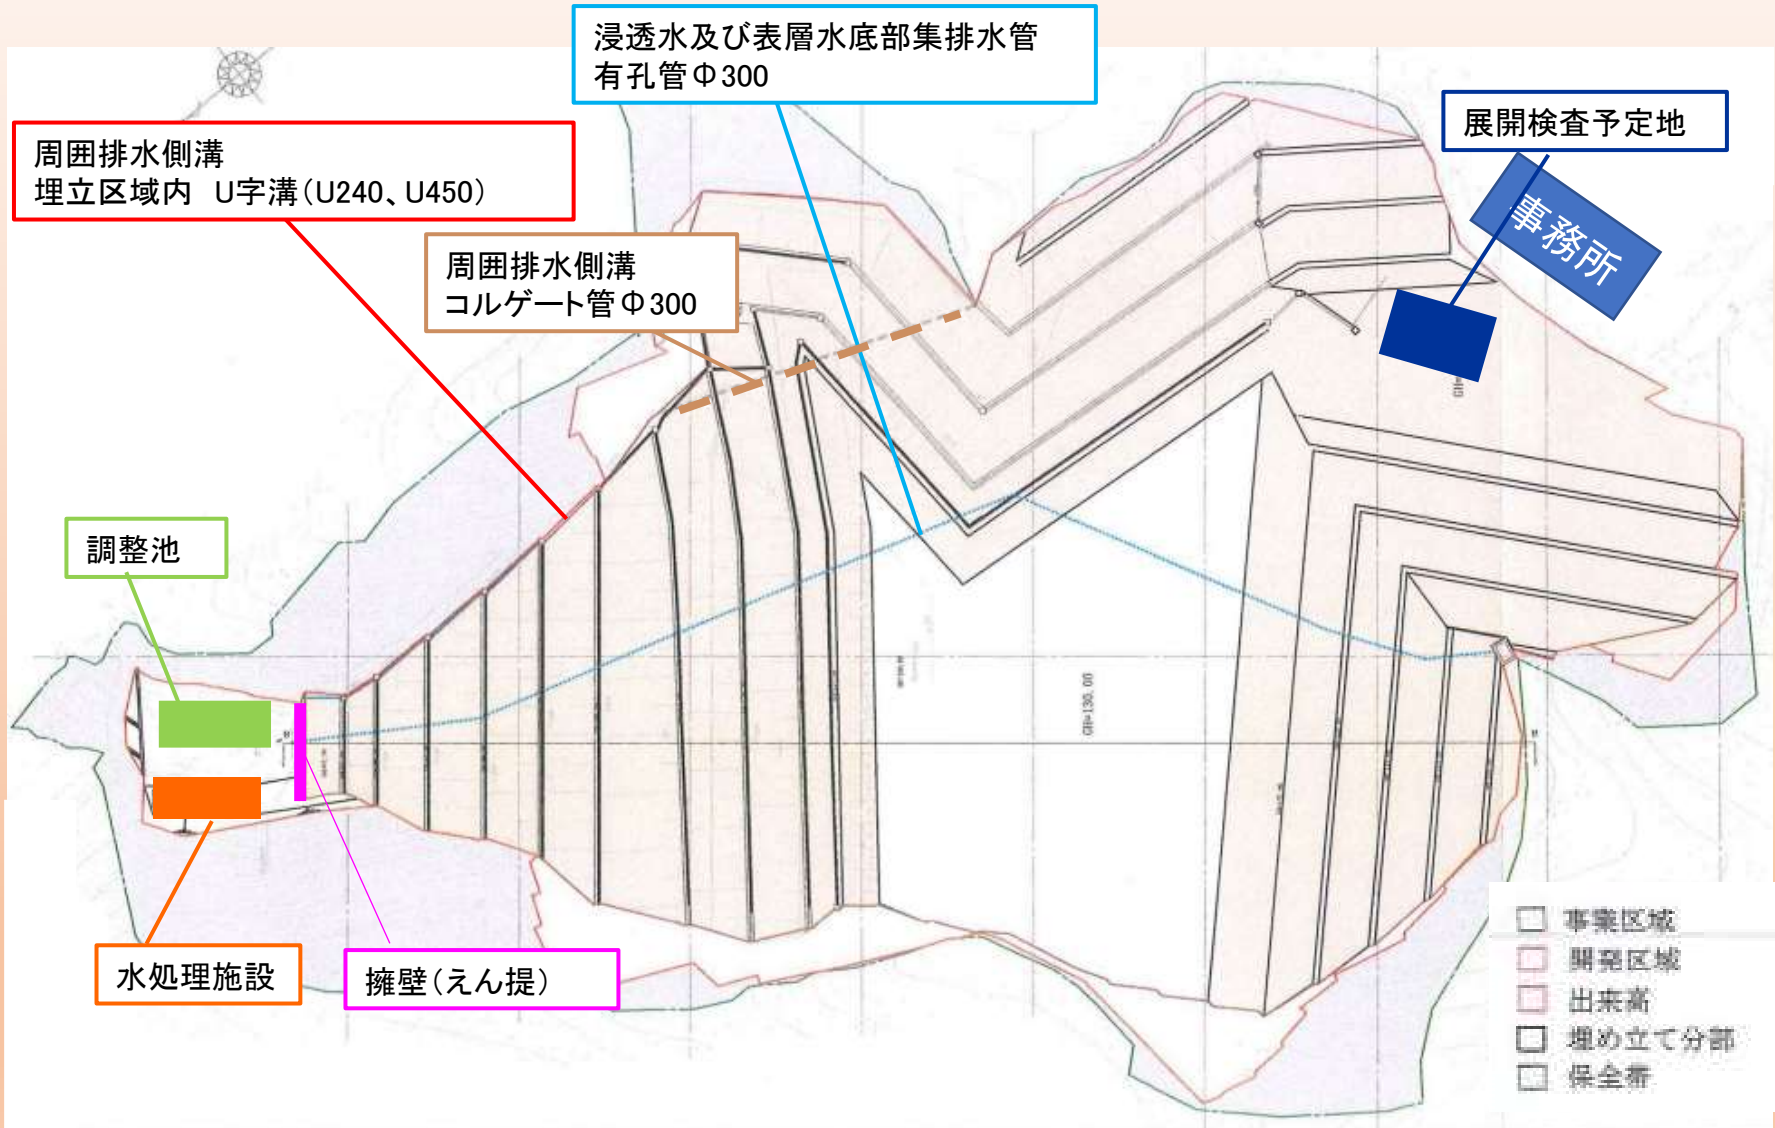 浸透水及び表層水底部集排水管
有孔管Φ300
展開検査予定地
周囲排水側溝
埋立区域内　U字溝（U240、U450）
事務所
周囲排水側溝
コルゲート管Φ300
調整池
GH=130.00
水処理施設
擁壁（えん提）
事業区域
開発区域
出来高
埋め立て分部
保全帯